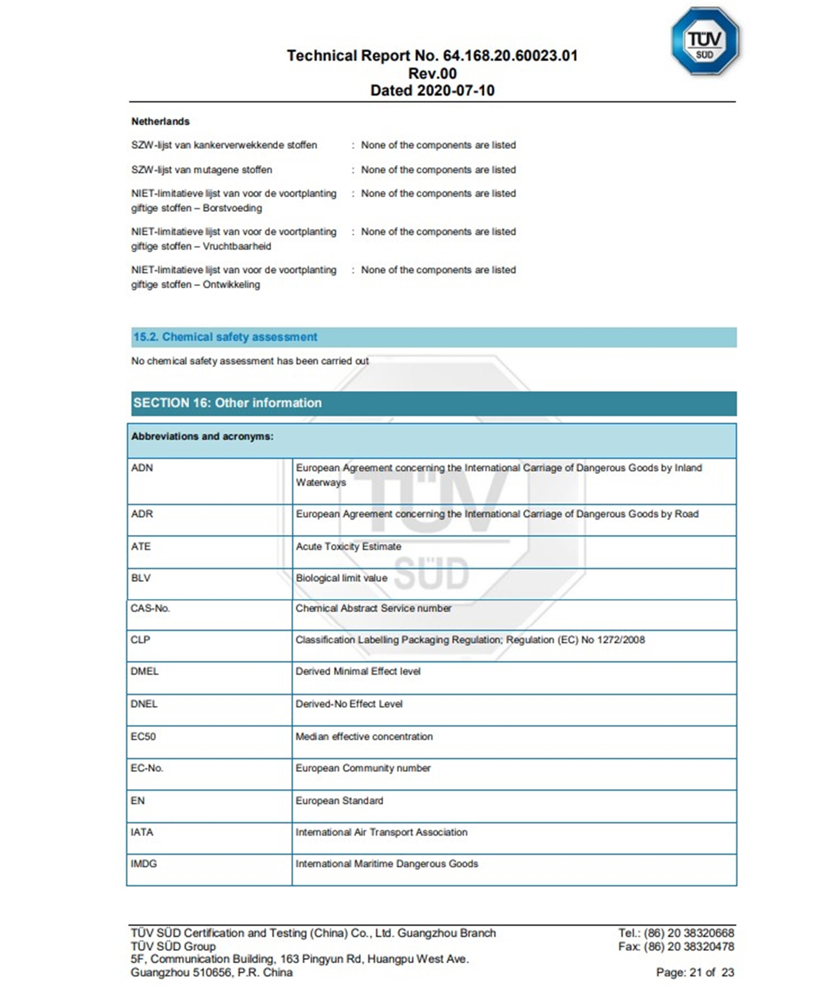 TÜV
SÜD
Technical Report No. 64.168.20.60023.01
Rev.00
Dated 2020-07-10
Netherlands
SZW-lijst van kankerverwekkende stoffen : None of the components are listed
SZW-lijst van mutagene stoffen : None of the components are listed
NIET-limitatieve lijst van voor de voortplanting : None of the components are listed
giftige stoffen – Borstvoeding
NIET-limitatieve lijst van voor de voortplanting : None of the components are listed
giftige stoffen – Vruchtbaarheid
NIET-limitatieve lijst van voor de voortplanting : None of the components are listed
giftige stoffen – Ontwikkeling
15.2. Chemical safety assessment
No chemical safety assessment has been carried out
SECTION 16: Other information
Abbreviations and acronyms:
ADN European Agreement concerning the International Carriage of Dangerous Goods by Inland
Waterways
ADR European Agreement concerning the International Carriage of Dangerous Goods by Road
TÜV
ATE Acute Toxicity Estimate
SÜD
BLV Biological limit value
CAS-No. Chemical Abstract Service number
CLP Classification Labelling Packaging Regulation; Regulation (EC) No 1272/2008
DMEL Derived Minimal Effect level
DNEL Derived-No Effect Level
EC50 Median effective concentration
EC-No. European Community number
EN European Standard
IATA International Air Transport Association
IMDG International Maritime Dangerous Goods
TÜV SÜD Certification and Testing (China) Co., Ltd. Guangzhou Branch Tel.: (86) 20 38320668
TÜV SÜD Group Fax: (86) 20 38320478
5F, Communication Building, 163 Pingyun Rd, Huangpu West Ave.
Guangzhou 510656, P.R. China Page: 21 of 23